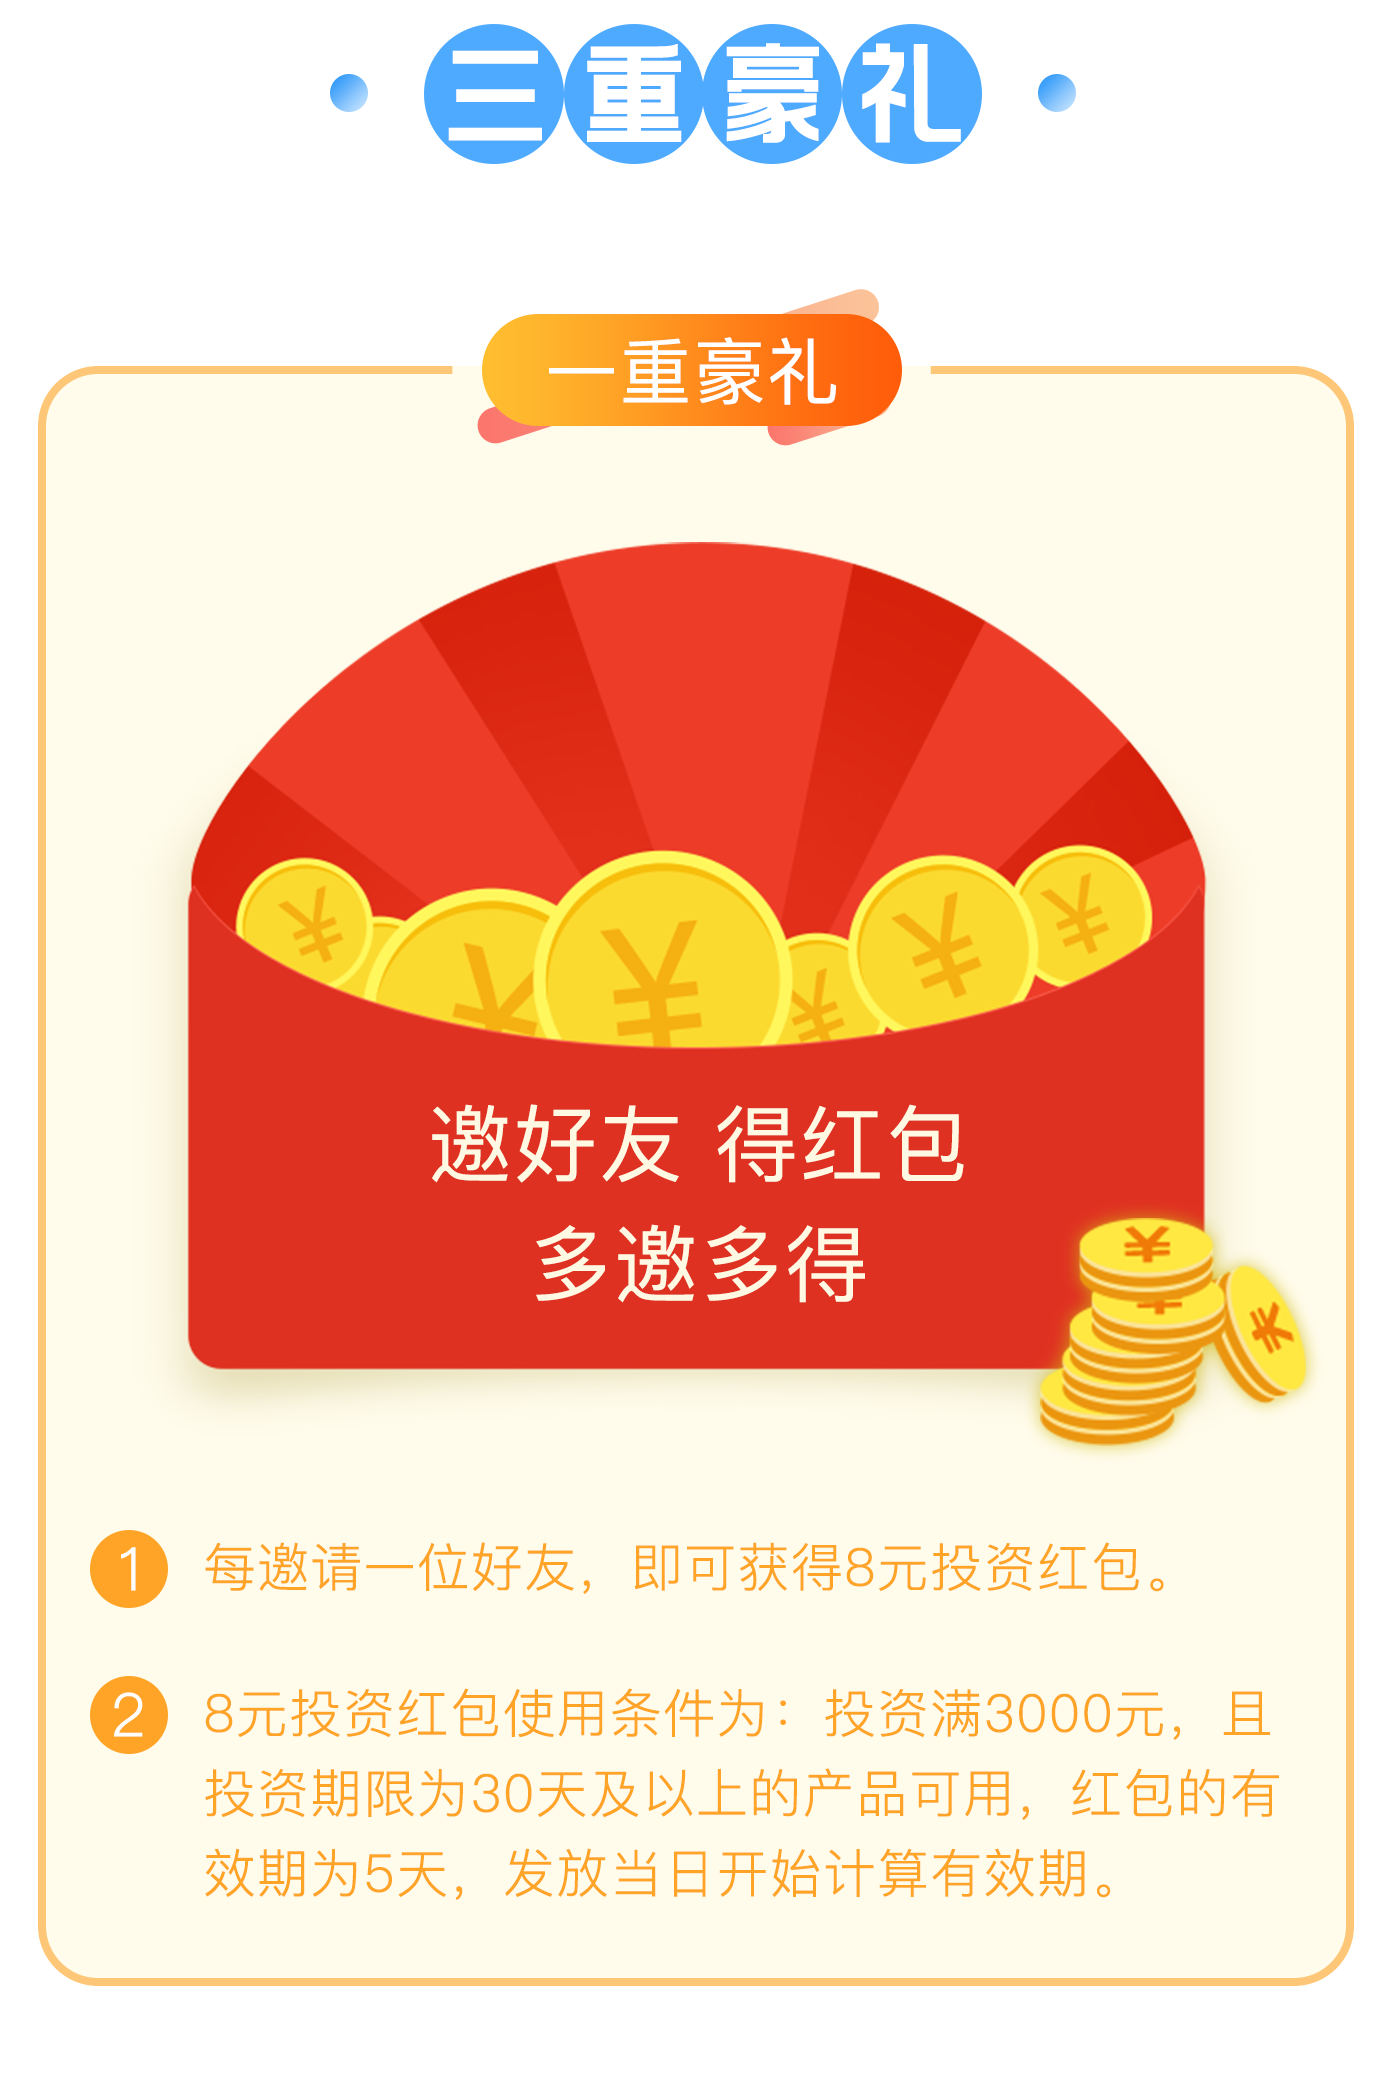 三重豪礼
一重豪礼
¥ ¥ ¥ ¥ ¥ ¥
邀好友 得红包
多邀多得
¥
¥
¥
1 每邀请一位好友，即可获得8元投资红包。
2 8元投资红包使用条件为：投资满3000元，且
投资期限为30天及以上的产品可用，红包的有
效期为5天，发放当日开始计算有效期。